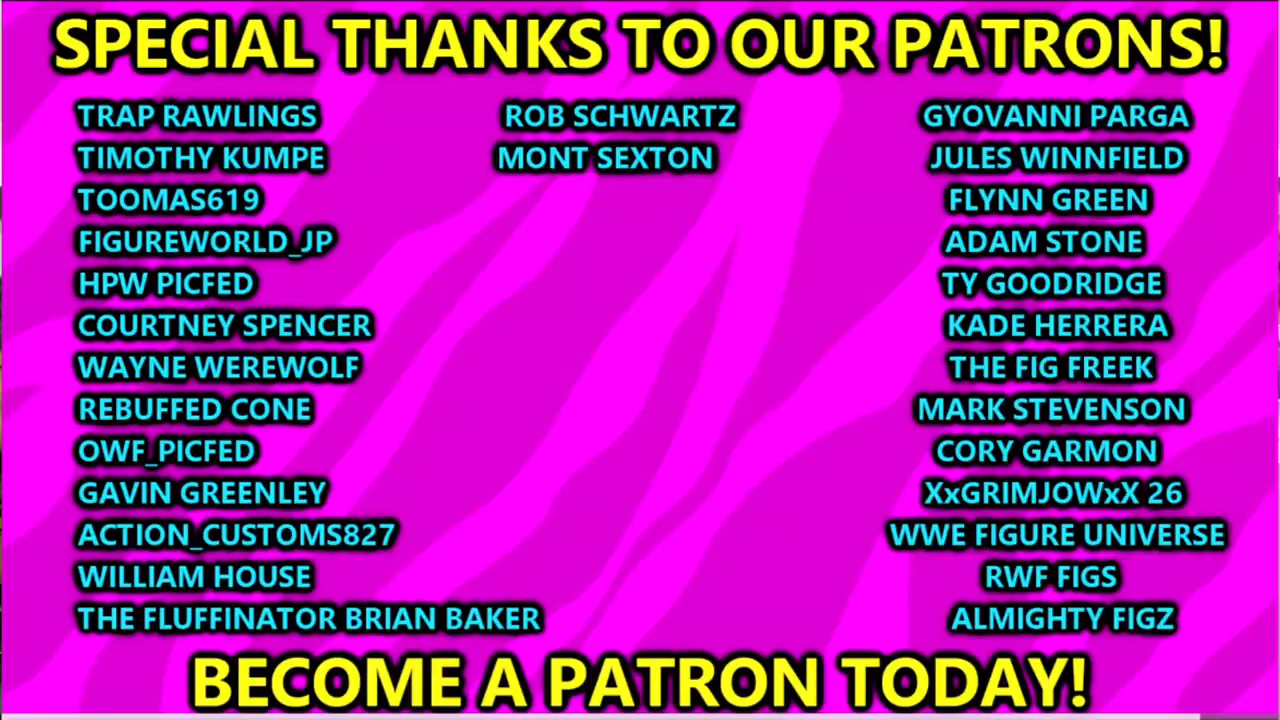 SPECIAL THANKS TO OUR PATRONS!
TRAP RAWLINGS
TIMOTHY KUMPE
TOOMAS619
FIGUREWORLD_JP
HPW PICFED
COURTNEY SPENCER
WAYNE WEREWOLF
REBUFFED CONE
OWF_PICFED
GAVIN GREENLEY
ACTION_CUSTOMS827
WILLIAM HOUSE
THE FLUFFINATOR BRIAN BAKER
ROB SCHWARTZ
MONT SEXTON
GYOVANNI PARGA
JULES WINNFIELD
FLYNN GREEN
ADAM STONE
TY GOODRIDGE
KADE HERRERA
THE FIG FREEK
MARK STEVENSON
CORY GARMON
XxGRIMJOWxX 26
WWE FIGURE UNIVERSE
RWF FIGS
ALMIGHTY FIGZ
BECOME A PATRON TODAY!